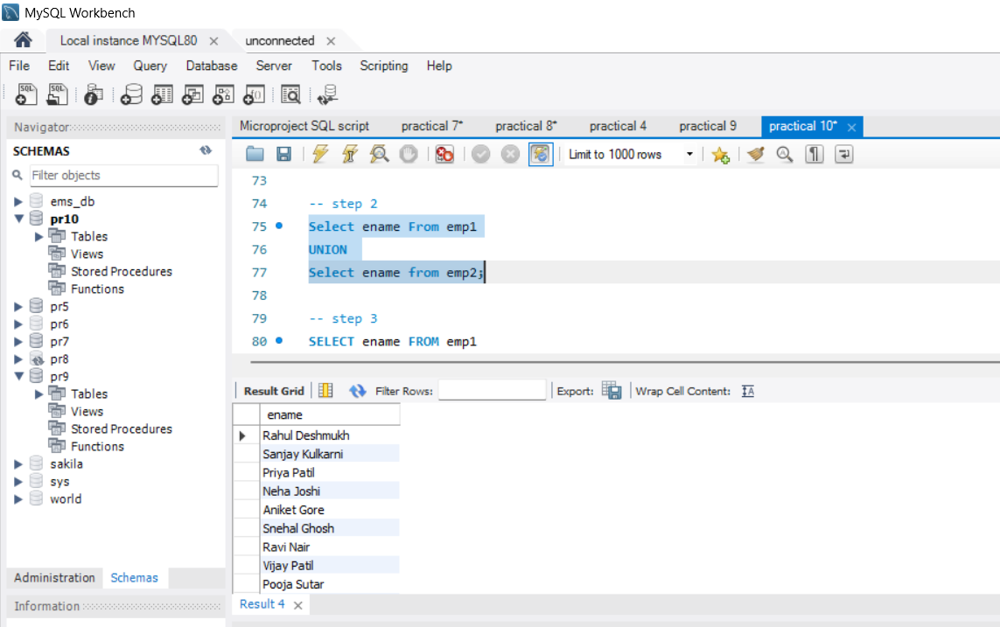 MySQL Workbench
Local instance MYSQL80
unconnected
File Edit View Query Database Server Tools Scripting Help
Navigator
SCHEMAS
Filter objects
ems_db
pr10
Tables
Views
Stored Procedures
Functions
pr5
pr6
pr7
pr8
pr9
Tables
Views
Stored Procedures
Functions
sakila
sys
world
Administration Schemas
Information
Microproject SQL script practical 7* practical 8* practical 4 practical 9 practical 10*
Limit to 1000 rows
73
74 -- step 2
75 Select ename From emp1
76 UNION
77 Select ename from emp2;
78
79 -- step 3
80 SELECT ename FROM emp1
Result Grid Filter Rows: Export: Wrap Cell Content:
ename
Rahul Deshmukh
Sanjay Kulkarni
Priya Patil
Neha Joshi
Aniket Gore
Snehal Ghosh
Ravi Nair
Vijay Patil
Pooja Sutar
Result 4